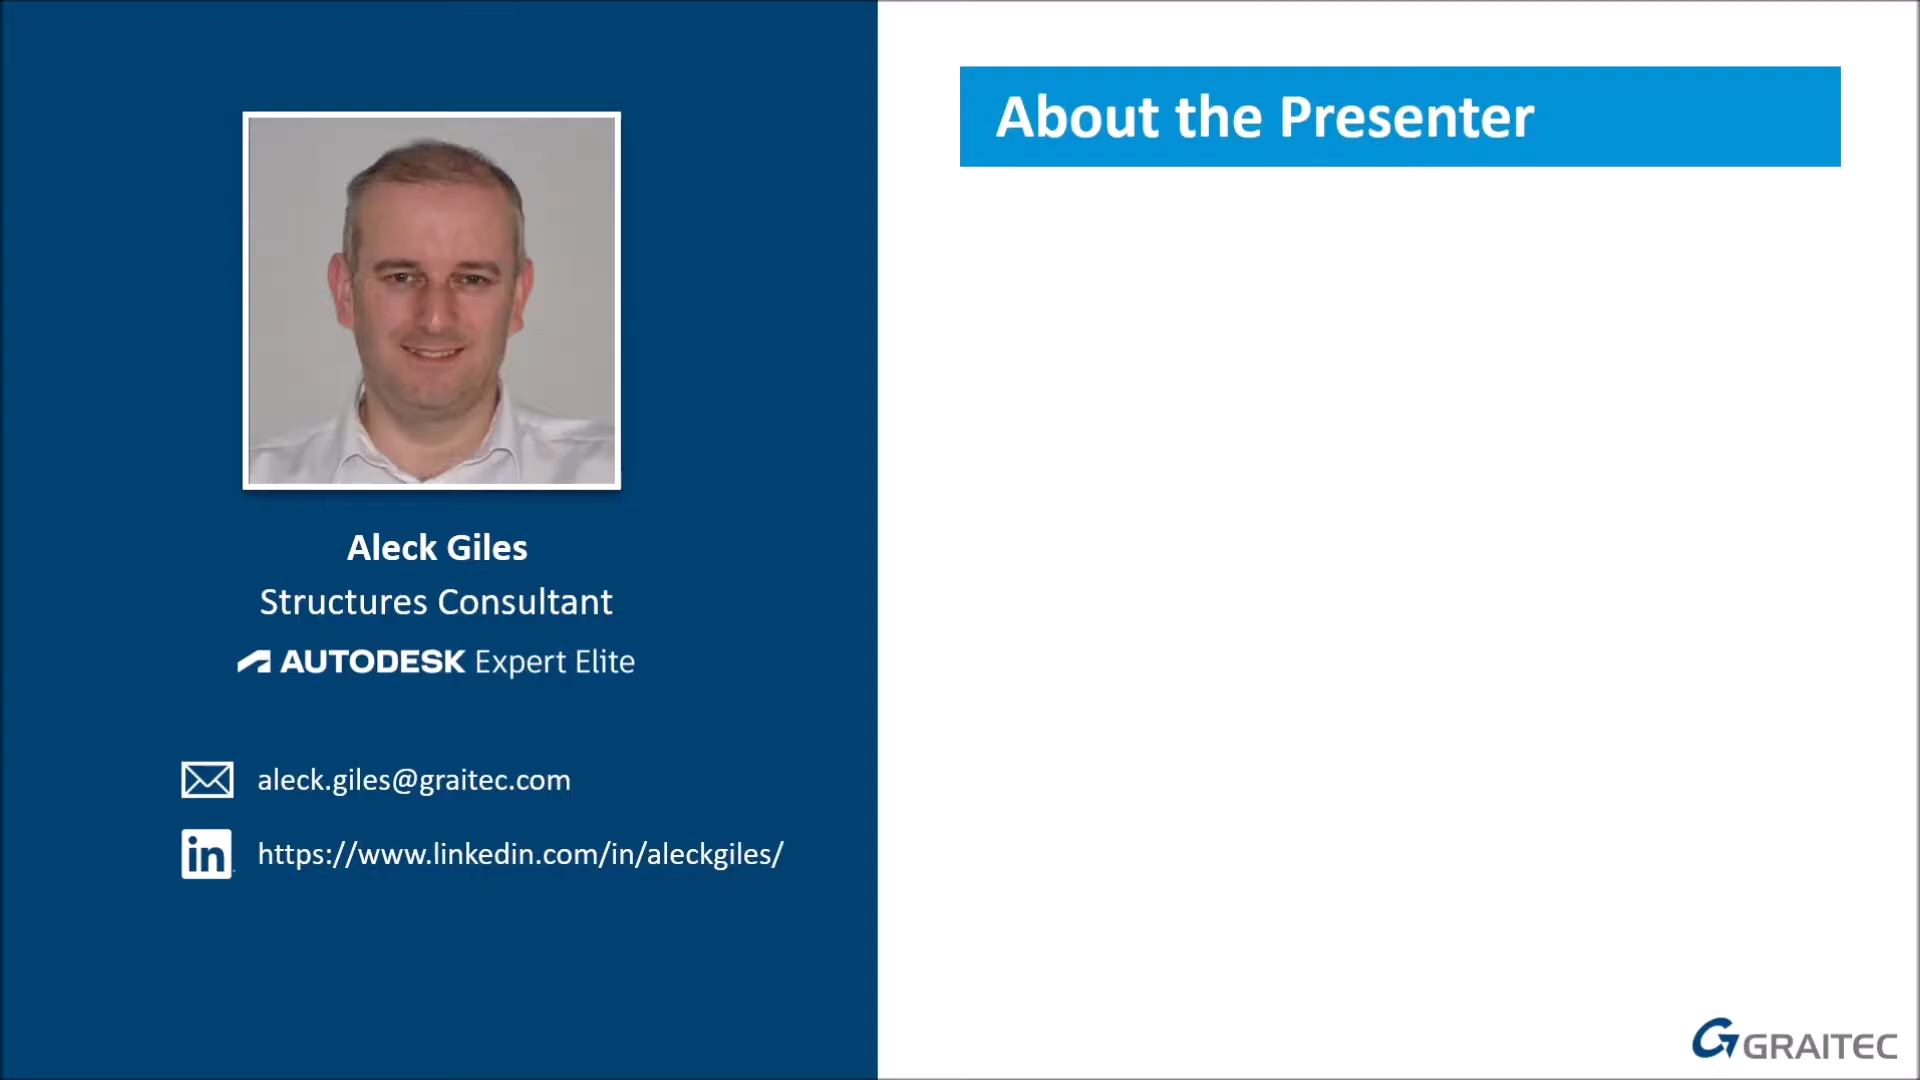 About the Presenter
Aleck Giles
Structures Consultant
AUTODESK Expert Elite
aleck.giles@graitec.com
in
https://www.linkedin.com/in/aleckgiles/
GRAITEC